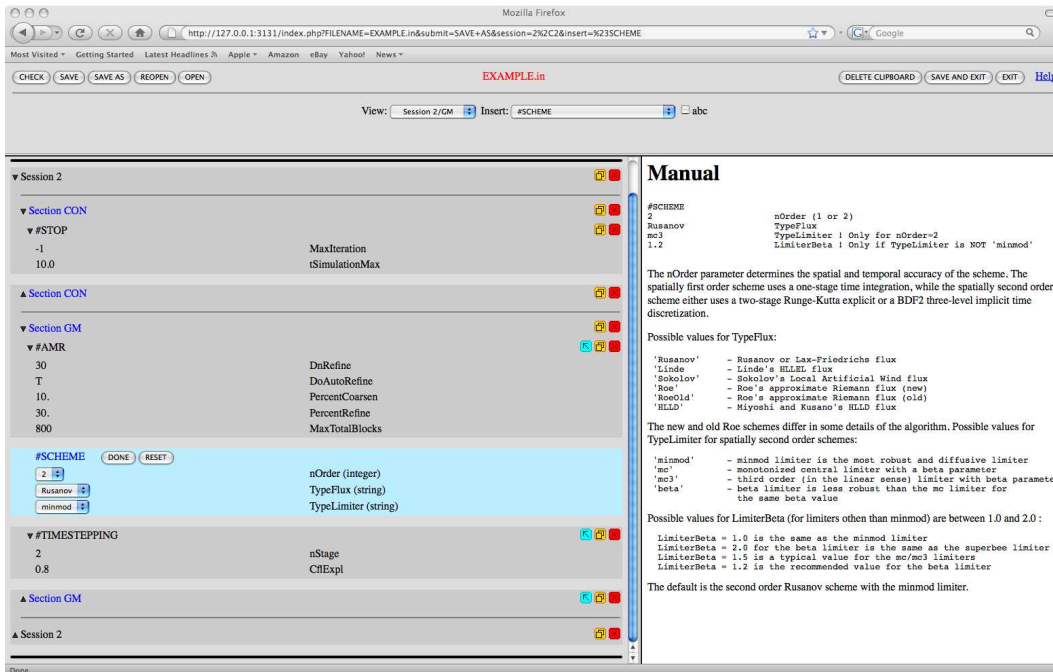 Mozilla Firefox
http://127.0.0.1:3131/index.php?FILENAME=EXAMPLE.in&submit=SAVE+AS&session=2%2C2&insert=%23SCHEME
Google
Most Visited Getting Started Latest Headlines Apple Amazon eBay Yahoo! News
CHECK SAVE SAVE AS REOPEN OPEN EXAMPLE.in DELETE CLIPBOARD SAVE AND EXIT EXIT Help
View: Session 2/GM Insert: #SCHEME abc
Session 2
Section CON
#STOP
-1 MaxIteration
10.0 tSimulationMax
Section CON
Section GM
#AMR
30 DnRefine
T DoAutoRefine
10. PercentCoarsen
30. PercentRefine
800 MaxTotalBlocks
#SCHEME DONE RESET
2 nOrder (integer)
Rusanov TypeFlux (string)
minmod TypeLimiter (string)
#TIMESTEPPING
2 nStage
0.8 CflExpl
Section GM
Session 2
Done
Manual
#SCHEME
2 nOrder (1 or 2)
Rusanov TypeFlux
mc3 TypeLimiter ! Only for nOrder=2
1.2 LimiterBeta ! Only if TypeLimiter is NOT 'minmod'
The nOrder parameter determines the spatial and temporal accuracy of the scheme. The
spatially first order scheme uses a one-stage time integration, while the spatially second order
scheme either uses a two-stage Runge-Kutta explicit or a BDF2 three-level implicit time
discretization.
Possible values for TypeFlux:
'Rusanov' - Rusanov or Lax-Friedrichs flux
'Linde - Linde's HLLEL flux
'Sokolov' - Sokolov's Local Artificial Wind flux
'Roe' - Roe's approximate Riemann flux (new)
'RoeOld' - Roe's approximate Riemann flux (old)
'HLLD' - Miyoshi and Kusano's HLLD flux
The new and old Roe schemes differ in some details of the algorithm. Possible values for
TypeLimiter for spatially second order schemes:
'minmod' - minmod limiter is the most robust and diffusive limiter
'mc' - monotonized central limiter with a beta parameter
'mc3' - third order (in the linear sense) limiter with beta paramete
'beta' - beta limiter is less robust than the mc limiter for
the same beta value
Possible values for LimiterBeta (for limiters othen than minmod) are between 1.0 and 2.0 :
LimiterBeta = 1.0 is the same as the minmod limiter
LimiterBeta = 2.0 for the beta limiter is the same as the superbee limiter
LimiterBeta = 1.5 is a typical value for the mc/mc3 limiters
LimiterBeta = 1.2 is the recommended value for the beta limiter
The default is the second order Rusanov scheme with the minmod limiter.